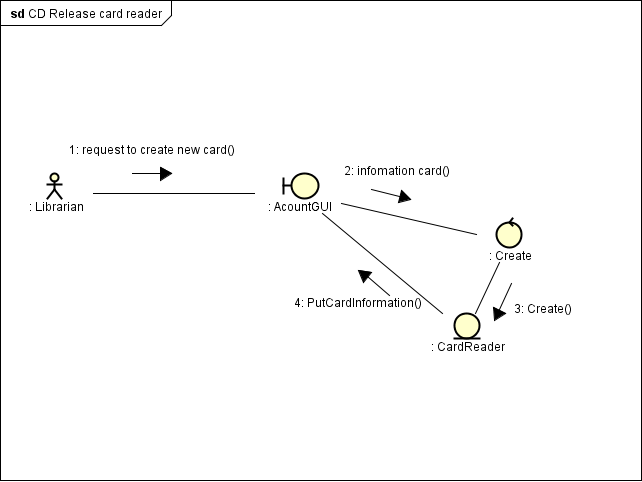 sd CD Release card reader
1: request to create new card()
2: infomation card()
: Librarian
: AcountGUI
: Create
4: PutCardInformation()
3: Create()
: CardReader